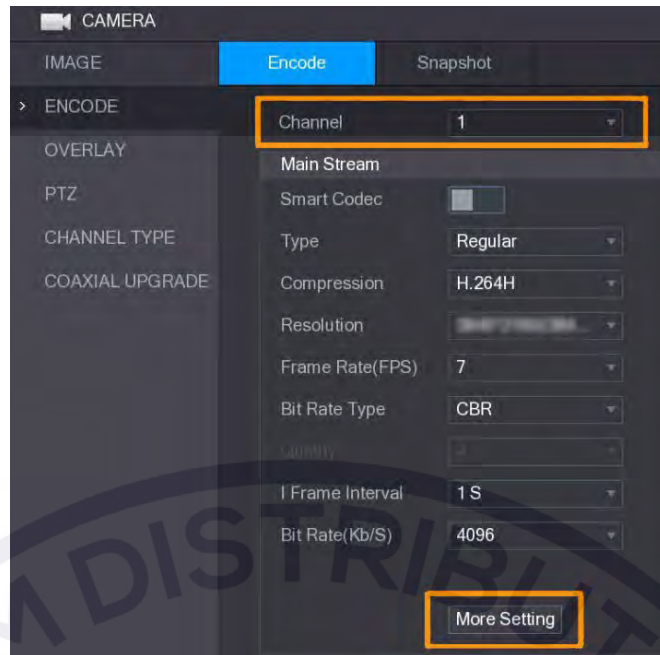 CAMERA
IMAGE
Encode Snapshot
> ENCODE
Channel 1
OVERLAY
Main Stream
PTZ
Smart Codec
CHANNEL TYPE
Type Regular
COAXIAL UPGRADE
Compression H.264H
Resolution
Frame Rate(FPS) 7
Bit Rate Type CBR
Quality
I Frame Interval 1 S
Bit Rate(Kb/S) 4096
More Setting
M DISTRIBUT